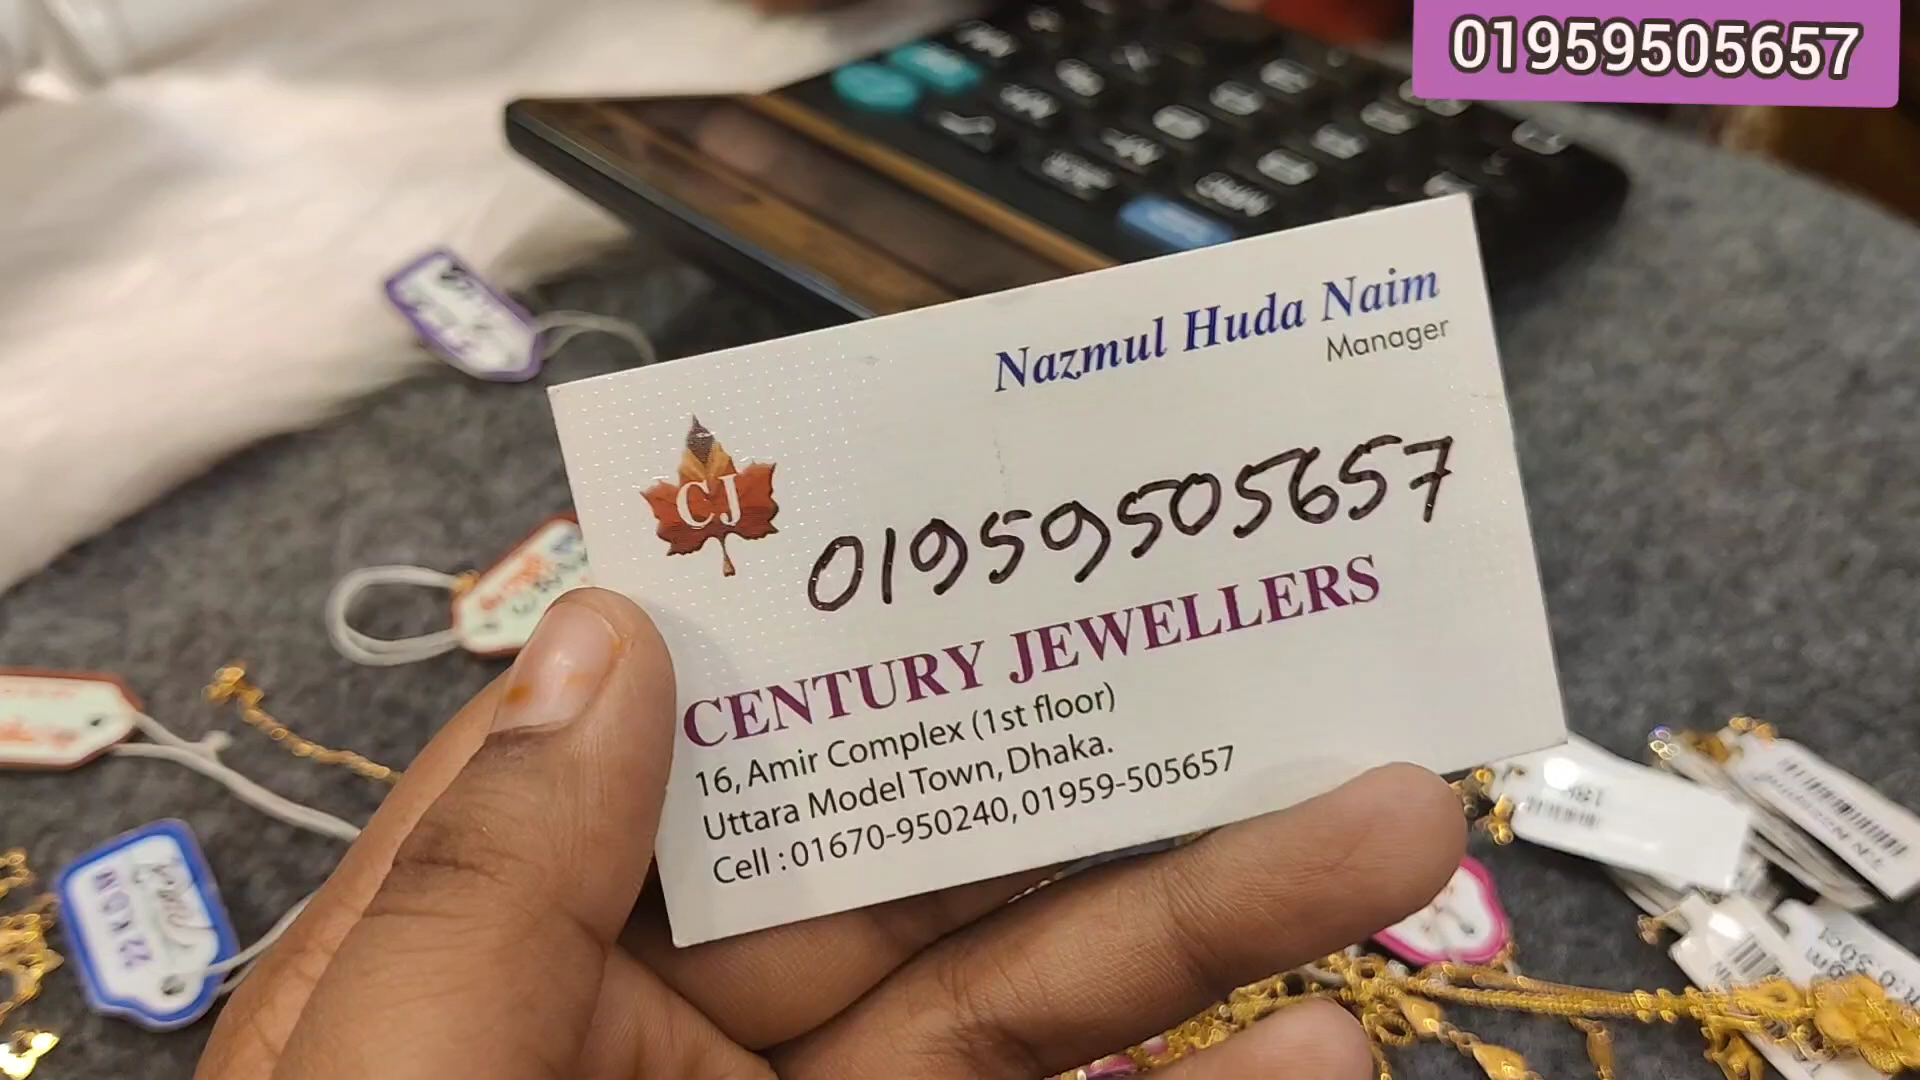 01959505657
Nazmul Huda Naim
Manager
CJ
01959505657
CENTURY JEWELLERS
16, Amir Complex (1st floor)
Uttara Model Town, Dhaka.
Cell : 01670-950240, 01959-505657
22 K